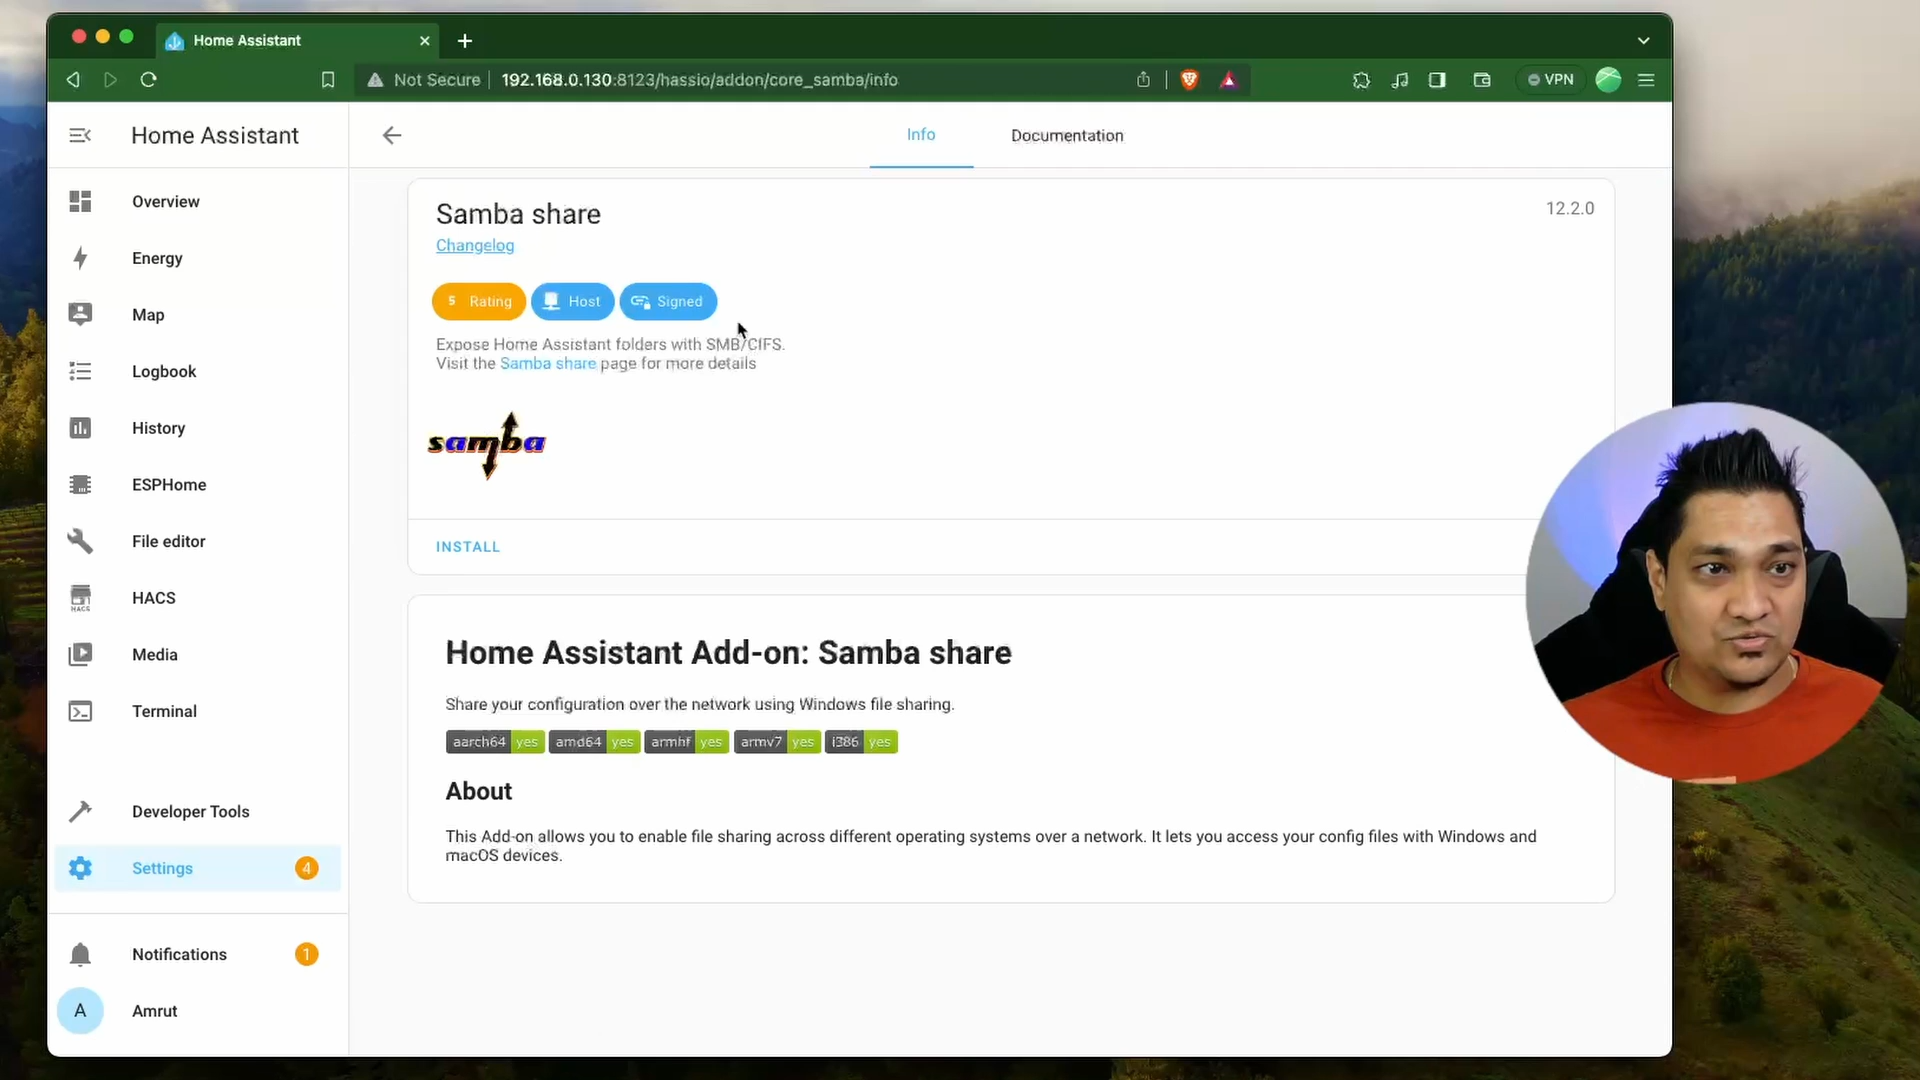 Home Assistant
Not Secure
192.168.0.130:8123/hassio/addon/core_samba/info
VPN
Home Assistant
Info
Documentation
Overview
Energy
Map
Logbook
History
ESPHome
File editor
HACS
HACS
Media
Terminal
Developer Tools
Settings
4
Notifications
1
A
Amrut
Samba share
12.2.0
Changelog
5 Rating
Host
Signed
Expose Home Assistant folders with SMB/CIFS.
Visit the Samba share page for more details
samba
INSTALL
Home Assistant Add-on: Samba share
Share your configuration over the network using Windows file sharing.
aarch64 yes amd64 yes armhf yes armv7 yes i386 yes
About
This Add-on allows you to enable file sharing across different operating systems over a network. It lets you access your config files with Windows and
macOS devices.